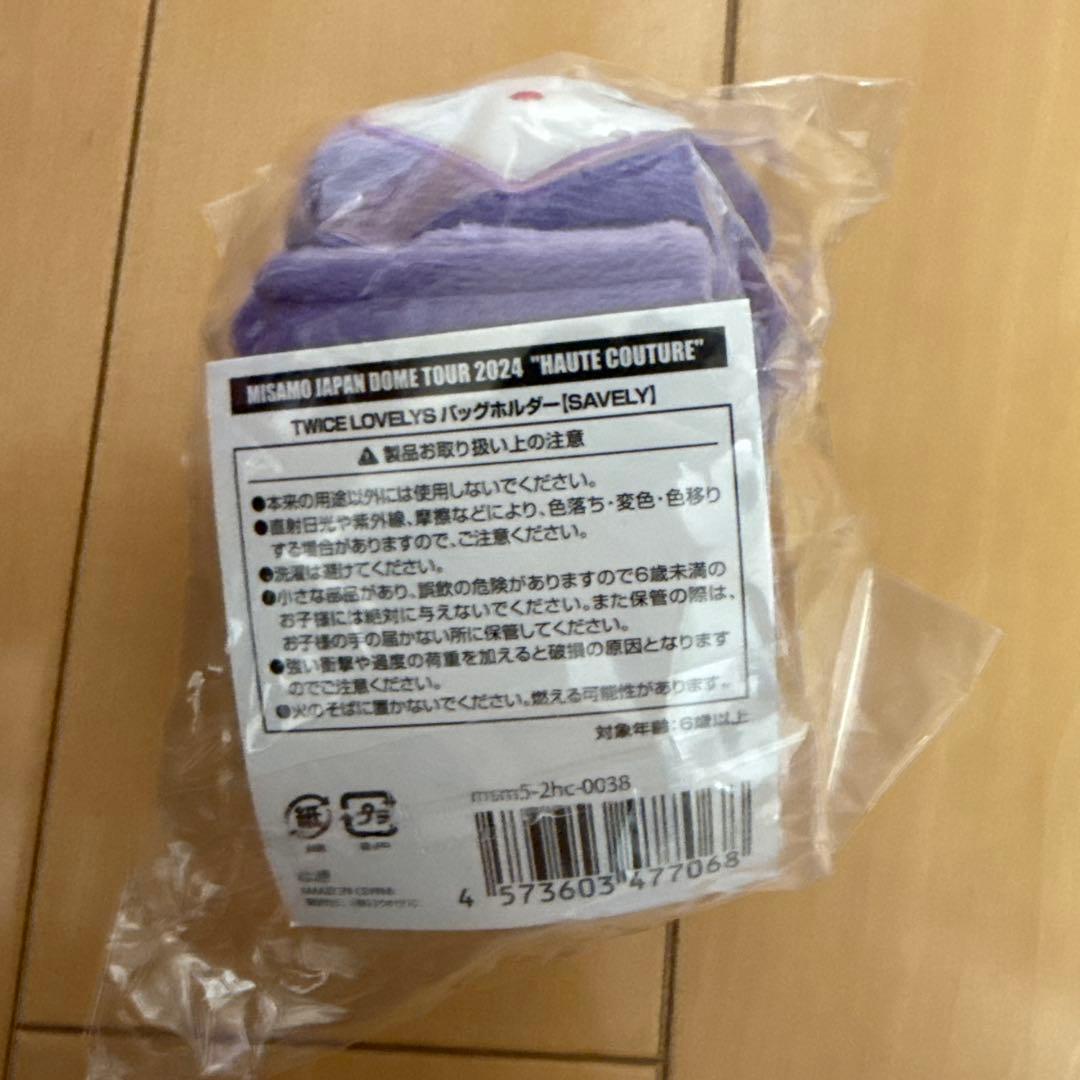 MISAMO JAPAN DOME TOUR 2024 "HAUTE COUTURE"
TWICE LOVELYS バッグホルダー【SAVELY】
⚠ 製品お取り扱い上の注意
●本来の用途以外には使用しないでください。
●直射日光や紫外線、摩擦などにより、色落ち・変色・色移り
する場合がありますので、ご注意ください。
●洗濯は避けてください。
●小さな部品があり、誤飲の危険がありますので6歳未満の
お子様には絶対に与えないでください。また保管の際は、
お子様の手の届かない所に保管してください。
●強い衝撃や過度の荷重を加えると破損の原因となります
のでご注意ください。
●火のそばに置かないでください。燃える可能性があります。
対象年齢：6歳以上
msm5-2hc-0038
紙 プラ
4 573603 477068
MADE IN CHINA